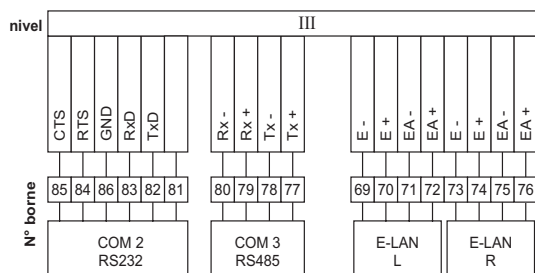 nivel III
CTS RTS GND RxD TxD Rx - Rx + Tx - Tx + E - E + EA - EA + E - E + EA - EA +
N° borne 85 84 86 83 82 81 80 79 78 77 69 70 71 72 73 74 75 76
COM 2 COM 3 E-LAN E-LAN
RS232 RS485 L R